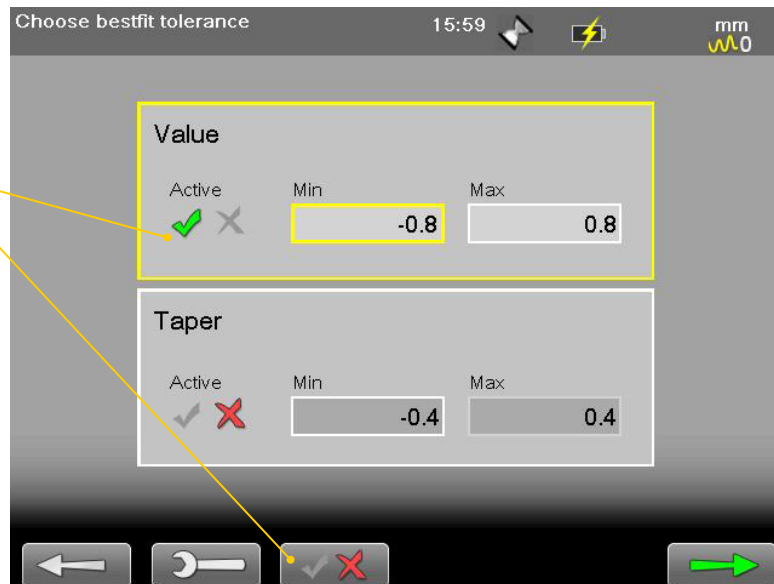 Choose bestfit tolerance 15:59 mm
0
Value
Active Min Max
-0.8 0.8
Taper
Active Min Max
-0.4 0.4